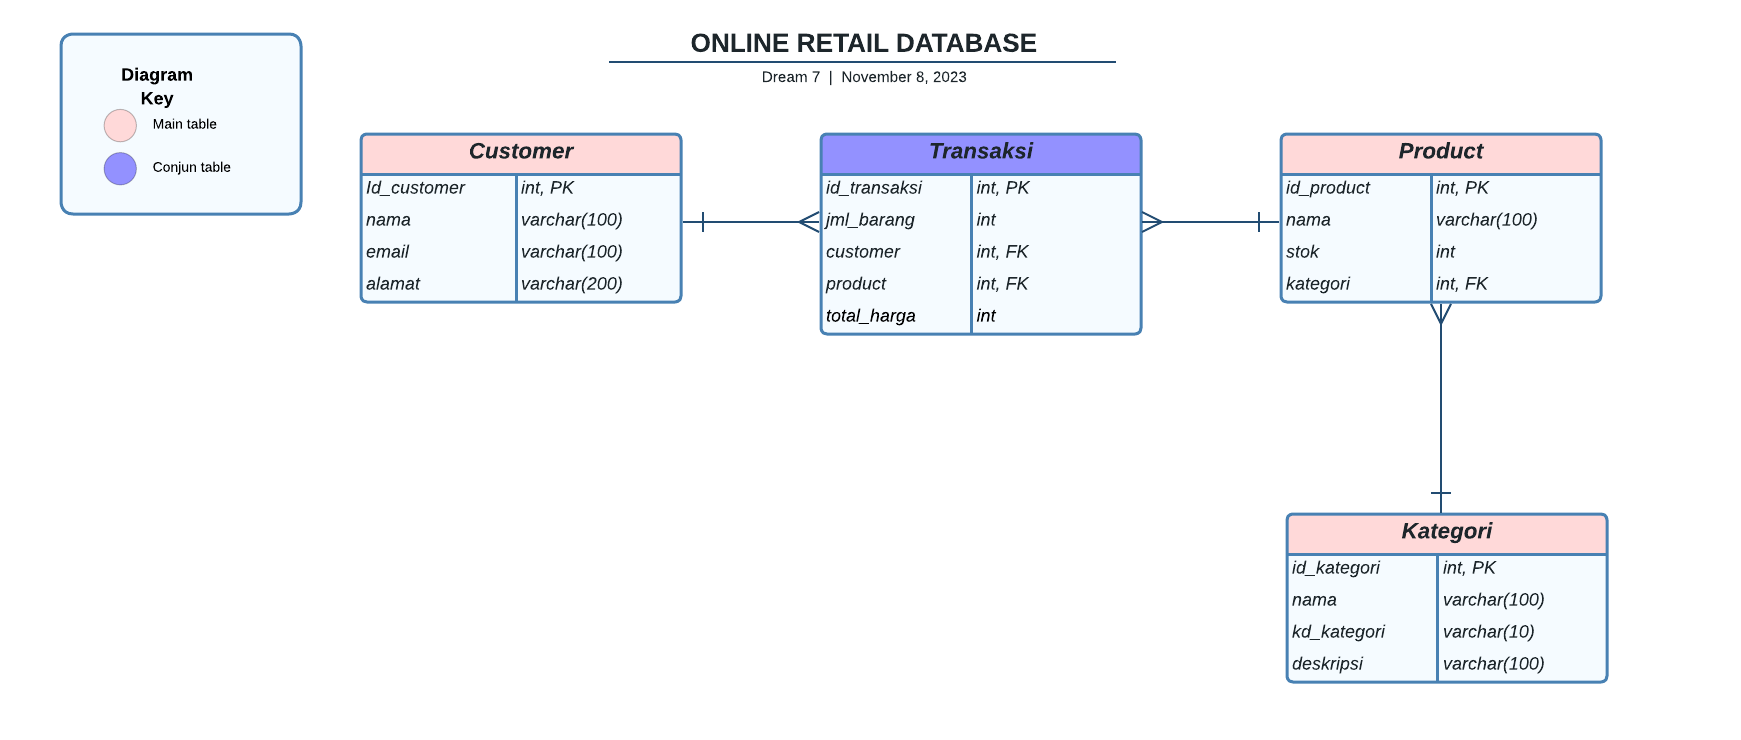 ONLINE RETAIL DATABASE
Dream 7 | November 8, 2023
Diagram
Key
Main table
Conjun table
Customer
Id_customer int, PK
nama varchar(100)
email varchar(100)
alamat varchar(200)
Transaksi
id_transaksi int, PK
jml_barang int
customer int, FK
product int, FK
total_harga int
Product
id_product int, PK
nama varchar(100)
stok int
kategori int, FK
Kategori
id_kategori int, PK
nama varchar(100)
kd_kategori varchar(10)
deskripsi varchar(100)